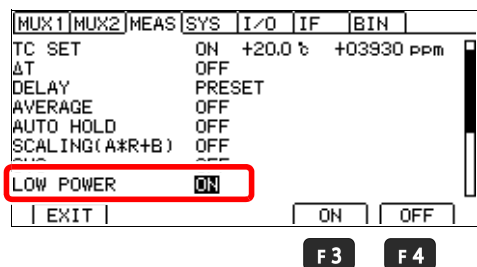 MUX1 MUX2 MEAS SYS I/O IF BIN
TC SET ON +20.0 ℃ +03930 ppm
ΔT OFF
DELAY PRESET
AVERAGE OFF
AUTO HOLD OFF
SCALING(A*R+B) OFF
LOW POWER ON
EXIT ON OFF
F3 F4